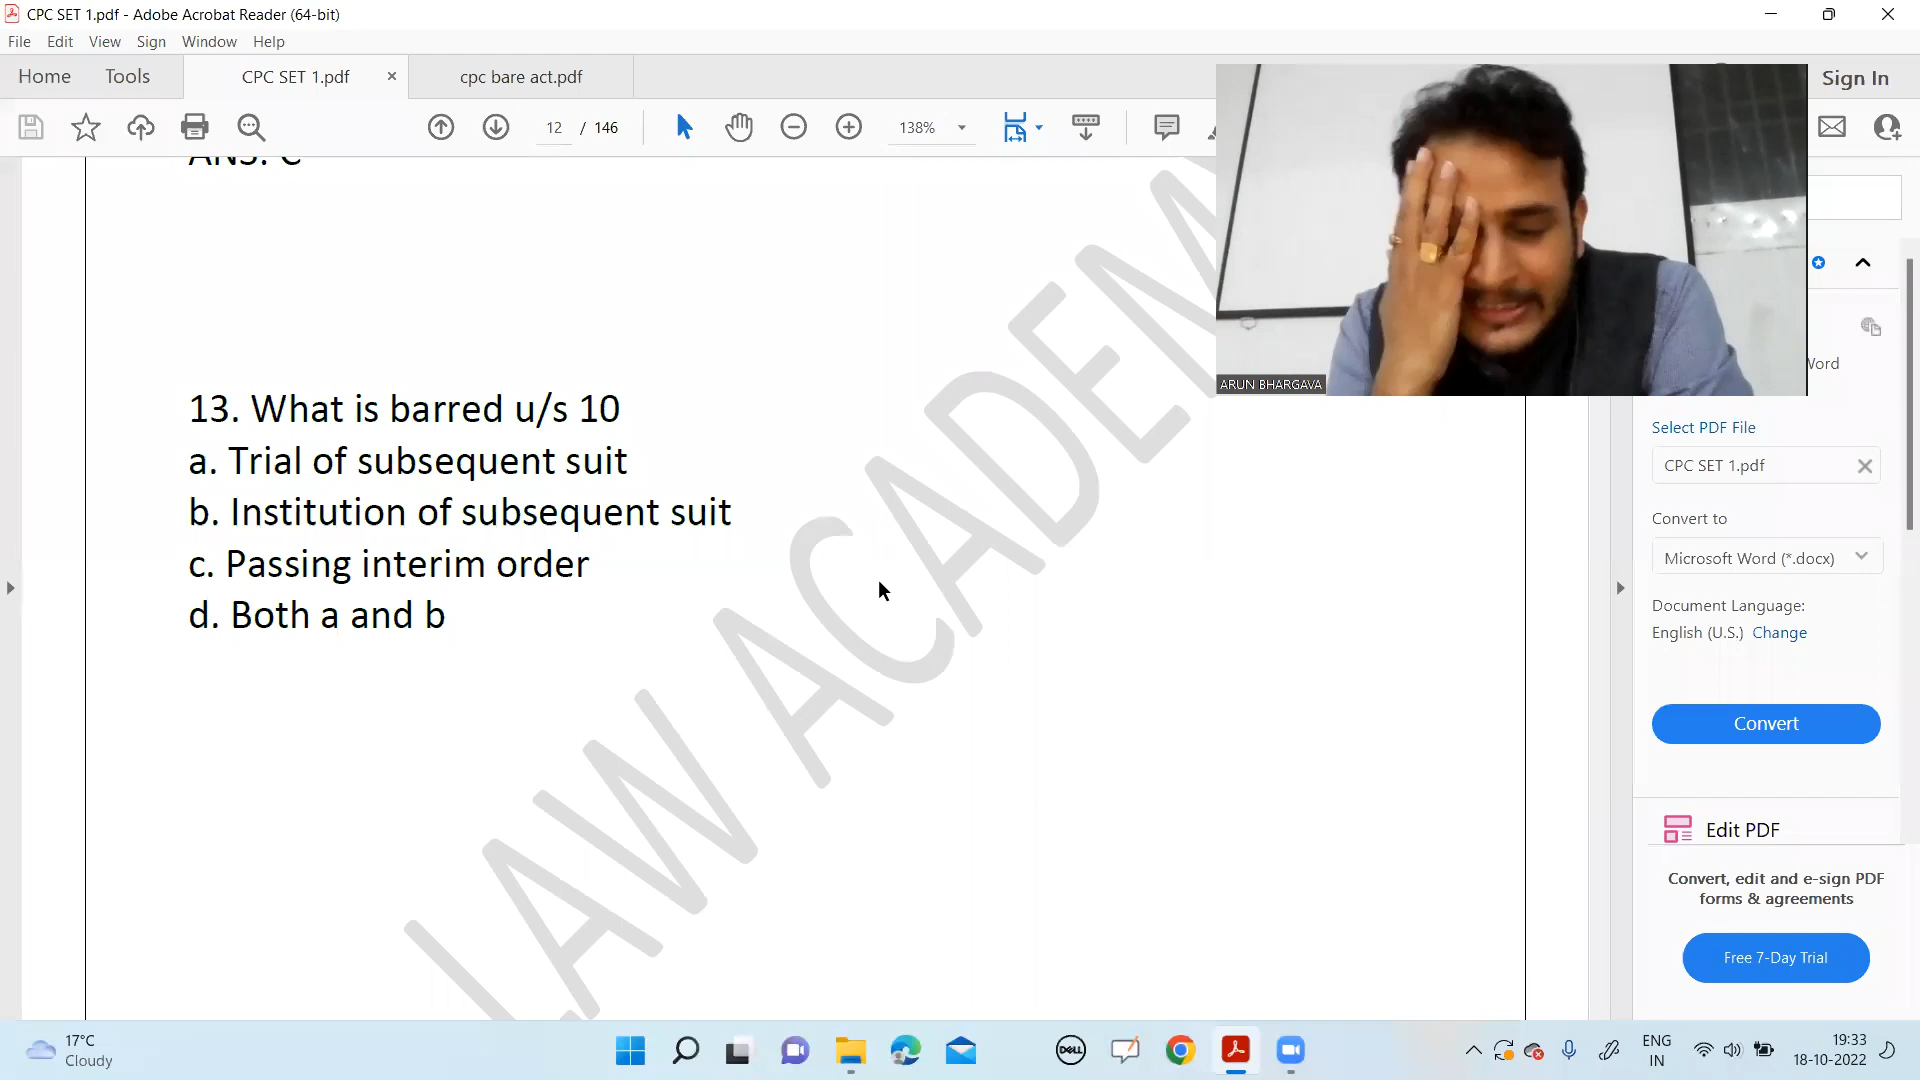 CPC SET 1.pdf - Adobe Acrobat Reader (64-bit)
File Edit View Sign Window Help
Home Tools CPC SET 1.pdf cpc bare act.pdf Sign In
12 / 146 138%
ANS: C
ARUN BHARGAVA
13. What is barred u/s 10
a. Trial of subsequent suit
b. Institution of subsequent suit
c. Passing interim order
d. Both a and b
LAW ACADEMY
Word
Select PDF File
CPC SET 1.pdf
Convert to
Microsoft Word (*.docx)
Document Language:
English (U.S.) Change
Convert
Edit PDF
Convert, edit and e-sign PDF
forms & agreements
Free 7-Day Trial
17°C
Cloudy
DELL
ENG
IN
19:33
18-10-2022